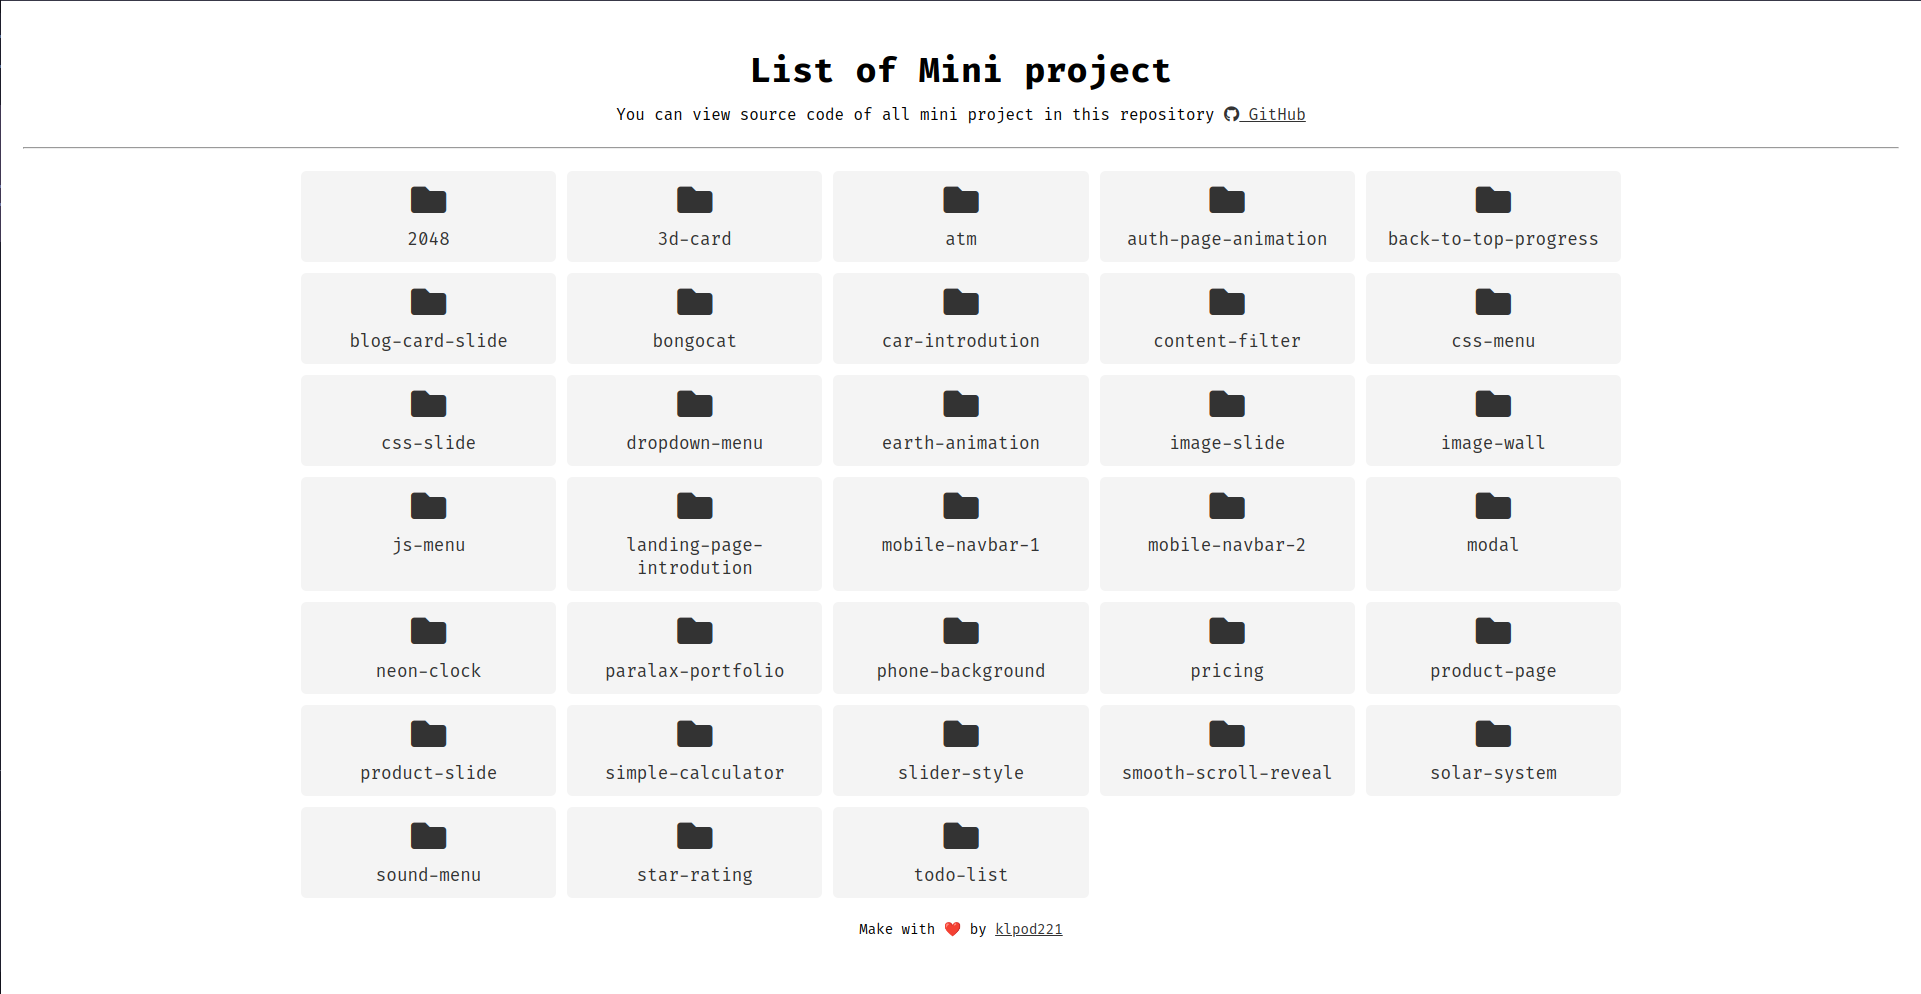 List of Mini project
You can view source code of all mini project in this repository GitHub
2048
3d-card
atm
auth-page-animation
back-to-top-progress
blog-card-slide
bongocat
car-introdution
content-filter
css-menu
css-slide
dropdown-menu
earth-animation
image-slide
image-wall
js-menu
landing-page-
introdution
mobile-navbar-1
mobile-navbar-2
modal
neon-clock
paralax-portfolio
phone-background
pricing
product-page
product-slide
simple-calculator
slider-style
smooth-scroll-reveal
solar-system
sound-menu
star-rating
todo-list
Make with ❤️ by klpod221